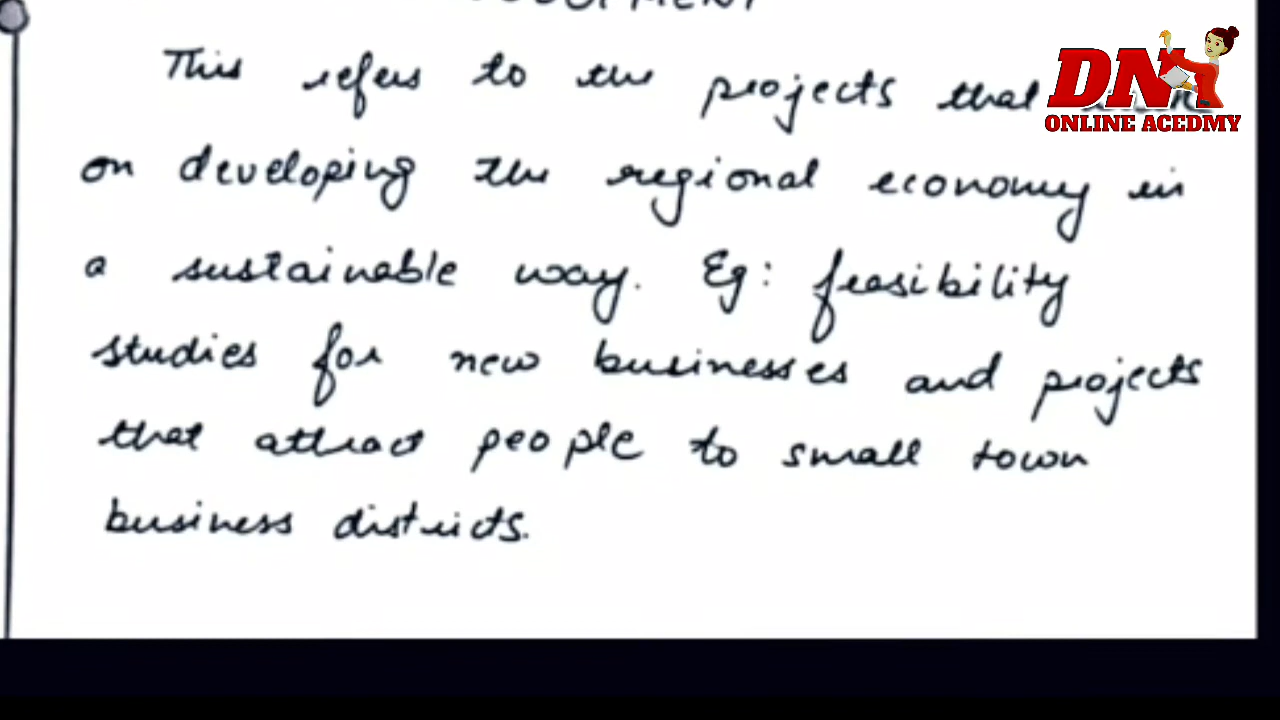 This refers to the projects that
on developing the regional economy in
a sustainable way. Eg: feasibility
studies for new businesses and projects
that attract people to small town
business districts.
DNA
ONLINE ACEDMY